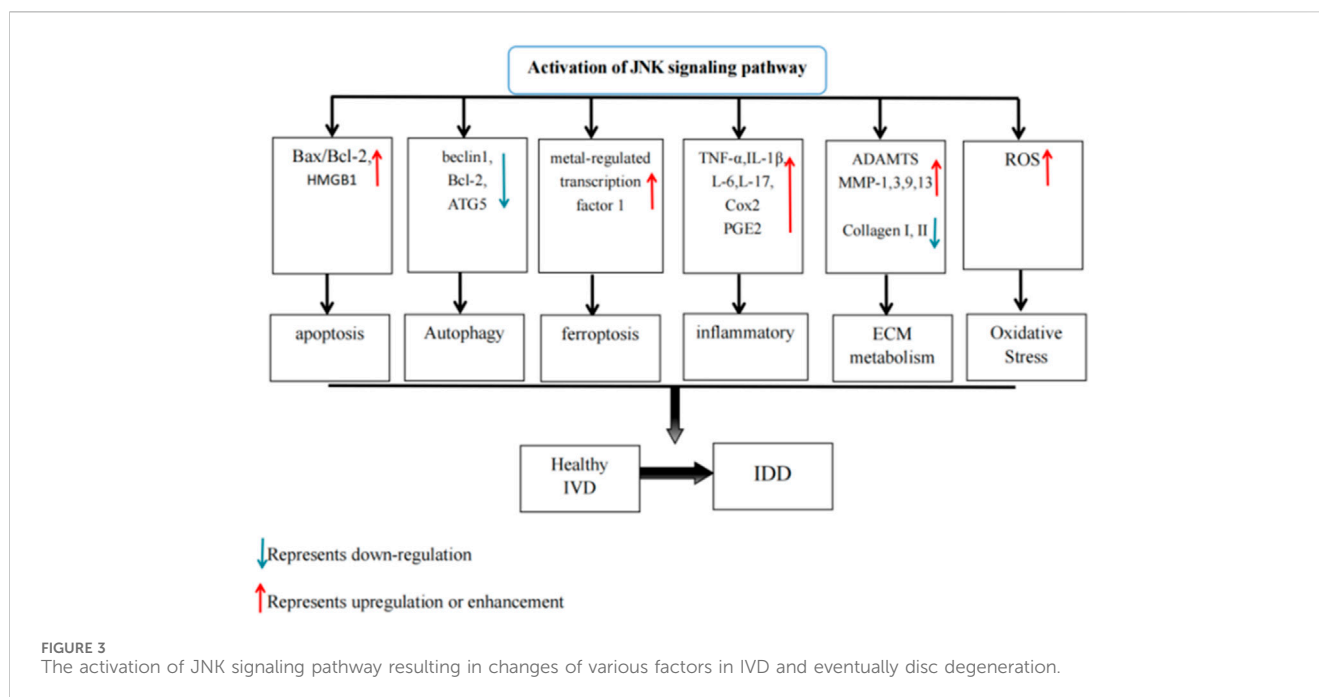 Activation of JNK signaling pathway
Bax/Bcl-2,
HMGB1
beclin1,
Bcl-2,
ATG5
metal-regulated
transcription
factor 1
TNF-α,IL-1β,
L-6,L-17,
Cox2
PGE2
ADAMTS
MMP-1,3,9,13
Collagen I, II
ROS
apoptosis
Autophagy
ferroptosis
inflammatory
ECM
metabolism
Oxidative
Stress
Healthy
IVD
IDD
Represents down-regulation
Represents upregulation or enhancement
FIGURE 3
The activation of JNK signaling pathway resulting in changes of various factors in IVD and eventually disc degeneration.